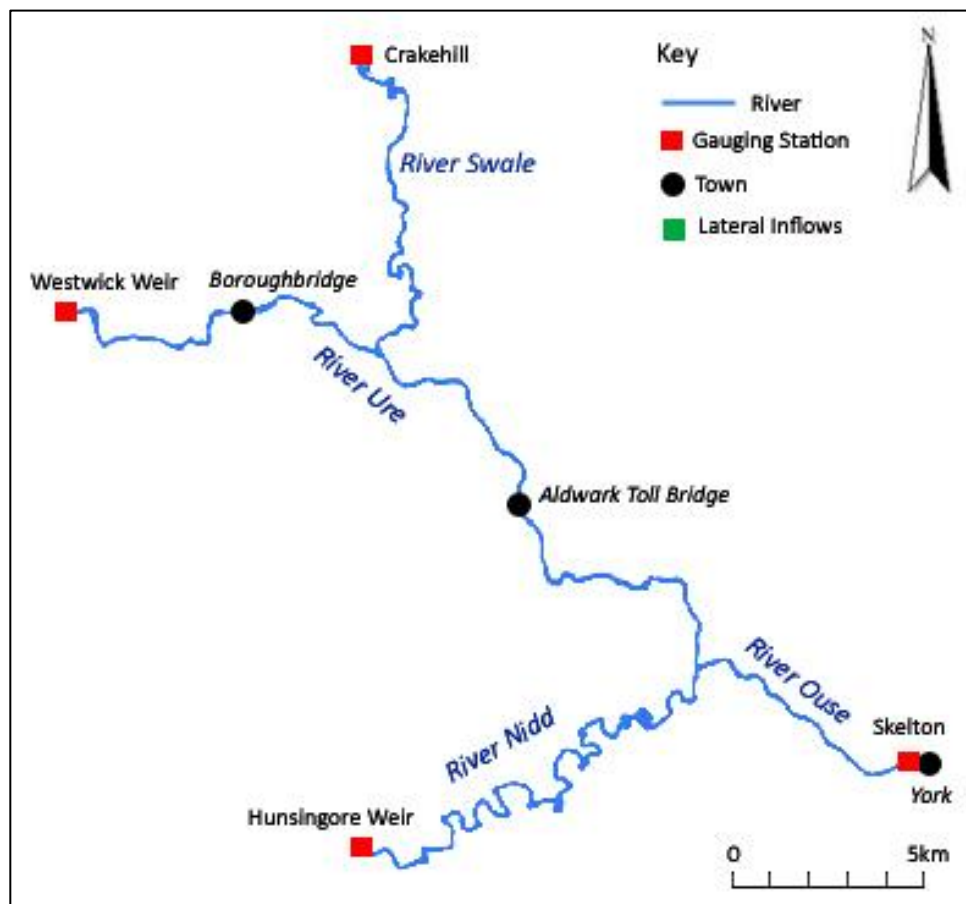 N
Crakehill
Key
River
River Swale
Gauging Station
Town
Lateral Inflows
Westwick Weir
Boroughbridge
River Ure
Aldwark Toll Bridge
River Ouse
River Nidd
Skelton
York
Hunsingore Weir
0 5km